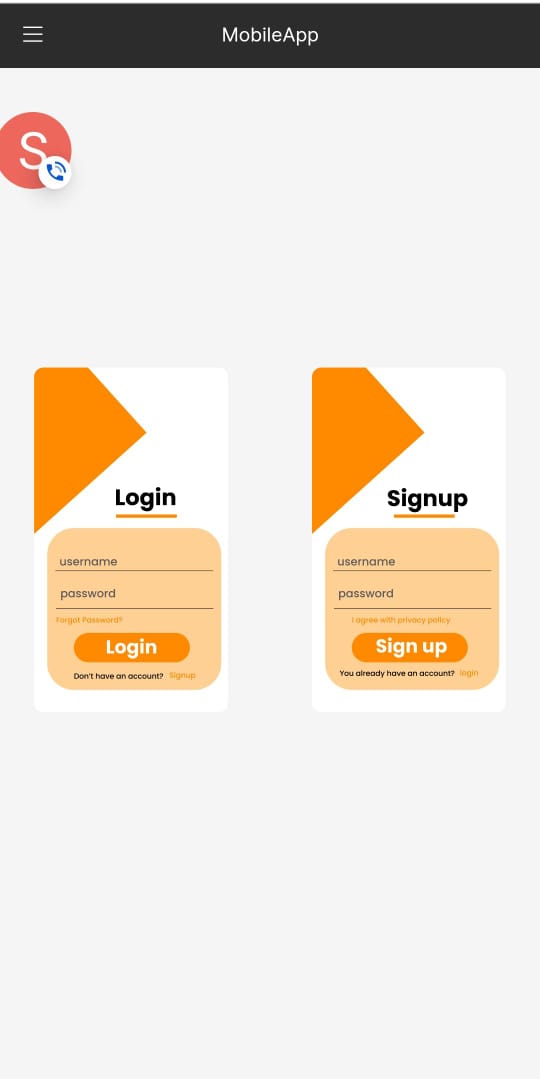 MobileApp
S
Login
username
password
Forgot Password?
Login
Don't have an account? Signup
Signup
username
password
I agree with privacy policy
Sign up
You already have an account? login